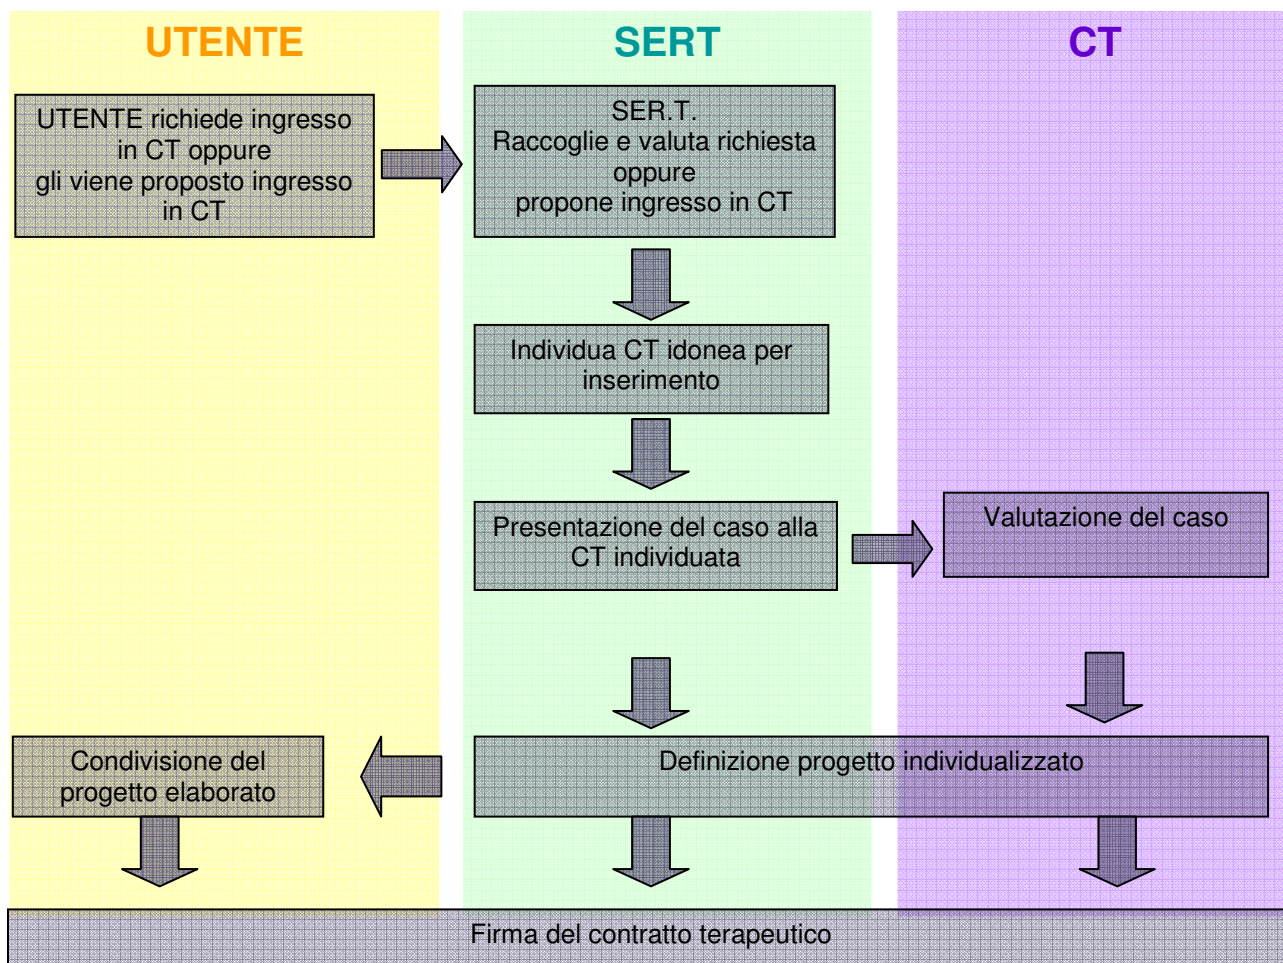 UTENTE
SERT
CT
UTENTE richiede ingresso
in CT oppure
gli viene proposto ingresso
in CT
SER.T.
Raccoglie e valuta richiesta
oppure
propone ingresso in CT
Individua CT idonea per
inserimento
Presentazione del caso alla
CT individuata
Valutazione del caso
Condivisione del
progetto elaborato
Definizione progetto individualizzato
Firma del contratto terapeutico